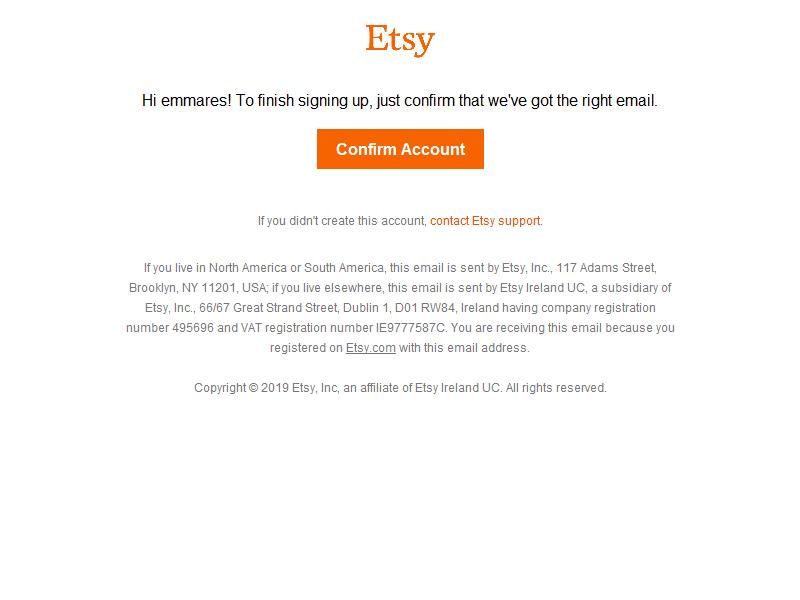 Etsy
Hi emmares! To finish signing up, just confirm that we've got the right email.
Confirm Account
If you didn't create this account, contact Etsy support.
If you live in North America or South America, this email is sent by Etsy, Inc., 117 Adams Street,
Brooklyn, NY 11201, USA; if you live elsewhere, this email is sent by Etsy Ireland UC, a subsidiary of
Etsy, Inc., 66/67 Great Strand Street, Dublin 1, D01 RW84, Ireland having company registration
number 495696 and VAT registration number IE9777587C. You are receiving this email because you
registered on Etsy.com with this email address.
Copyright © 2019 Etsy, Inc, an affiliate of Etsy Ireland UC. All rights reserved.